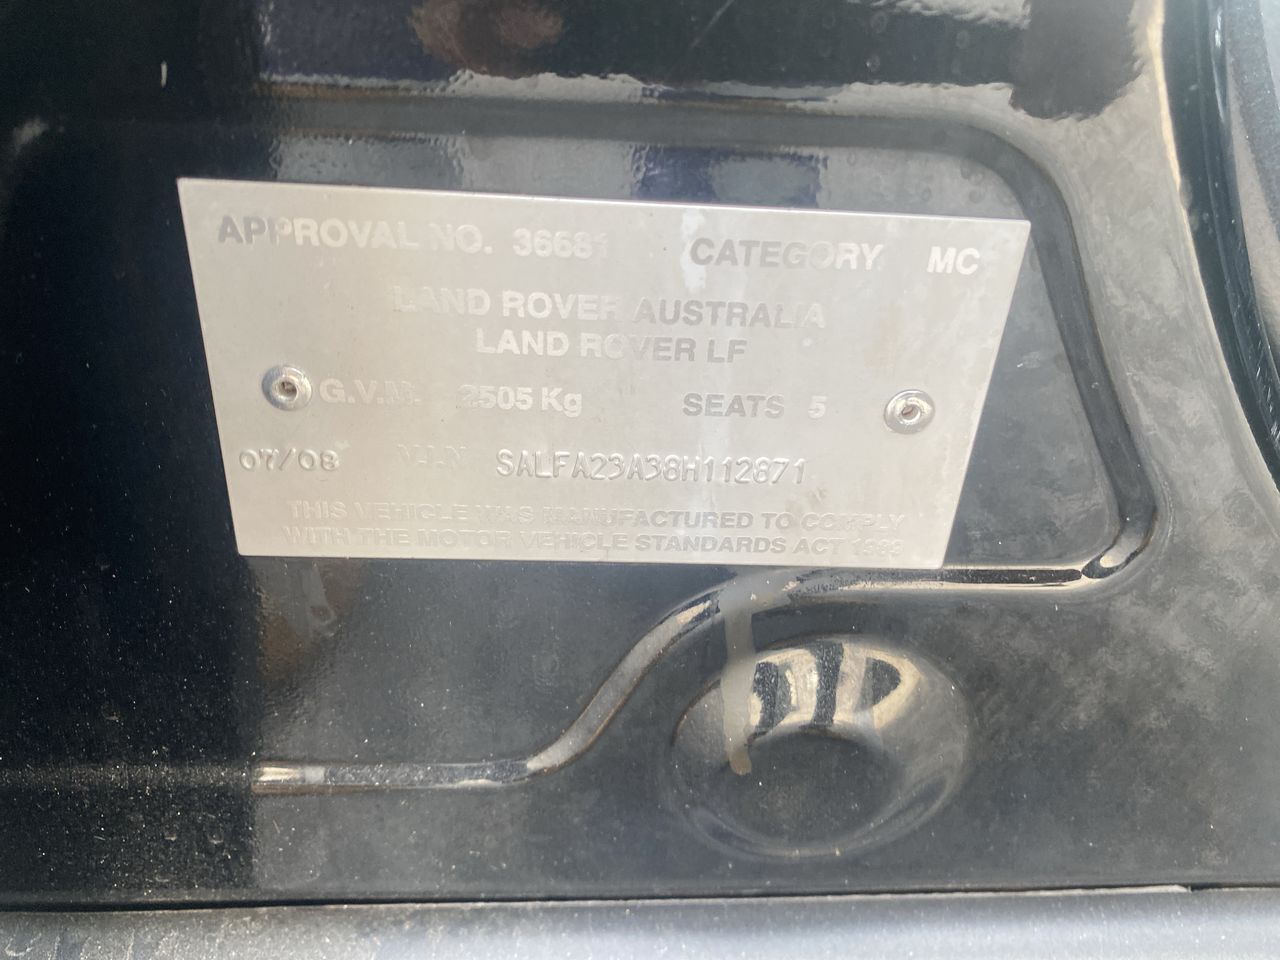 APPROVAL NO. 36681 CATEGORY MC
LAND ROVER AUSTRALIA
LAND ROVER LF
G.V.M. 2505 Kg SEATS 5
07/08 V.I.N SALFA23A38H112871
THIS VEHICLE WAS MANUFACTURED TO COMPLY
WITH THE MOTOR VEHICLE STANDARDS ACT 1989